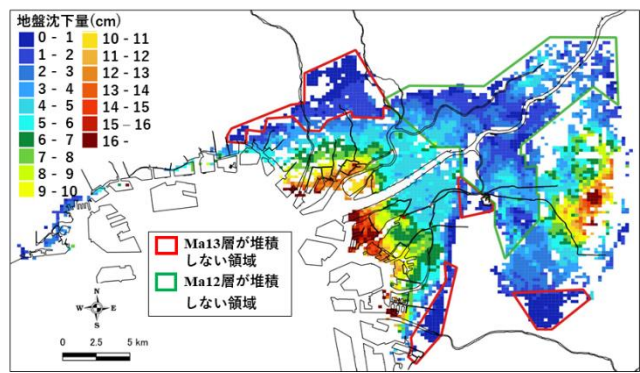 地盤沈下量(cm)
0 - 1
1 - 2
2 - 3
3 - 4
4 - 5
5 - 6
6 - 7
7 - 8
8 - 9
9 - 10
10 - 11
11 - 12
12 - 13
13 - 14
14 - 15
15 - 16
16 -
Ma13層が堆積
しない領域
Ma12層が堆積
しない領域
N
W
E
S
0 2.5 5 km